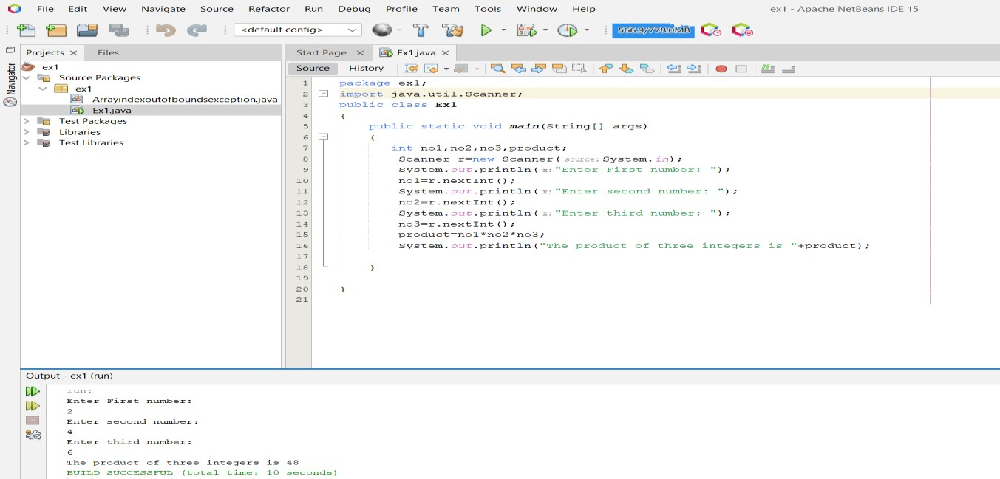 File Edit View Navigate Source Refactor Run Debug Profile Team Tools Window Help ex1 - Apache NetBeans IDE 15
<default config> 566.9/778.0MB
Projects Files
Navigator
ex1
Source Packages
ex1
Arrayindexoutofboundsexception.java
Ex1.java
Test Packages
Libraries
Test Libraries
Start Page Ex1.java
Source History
1 package ex1;
2 import java.util.Scanner;
3 public class Ex1
4 {
5 public static void main(String[] args)
6 {
7 int no1,no2,no3,product;
8 Scanner r=new Scanner( source: System.in);
9 System.out.println( x: "Enter First number: ");
10 no1=r.nextInt();
11 System.out.println( x: "Enter second number: ");
12 no2=r.nextInt();
13 System.out.println( x: "Enter third number: ");
14 no3=r.nextInt();
15 product=no1*no2*no3;
16 System.out.println("The product of three integers is "+product);
17
18 }
19
20 }
21
Output - ex1 (run)
run:
Enter First number:
2
Enter second number:
4
Enter third number:
6
The product of three integers is 48
BUILD SUCCESSFUL (total time: 10 seconds)